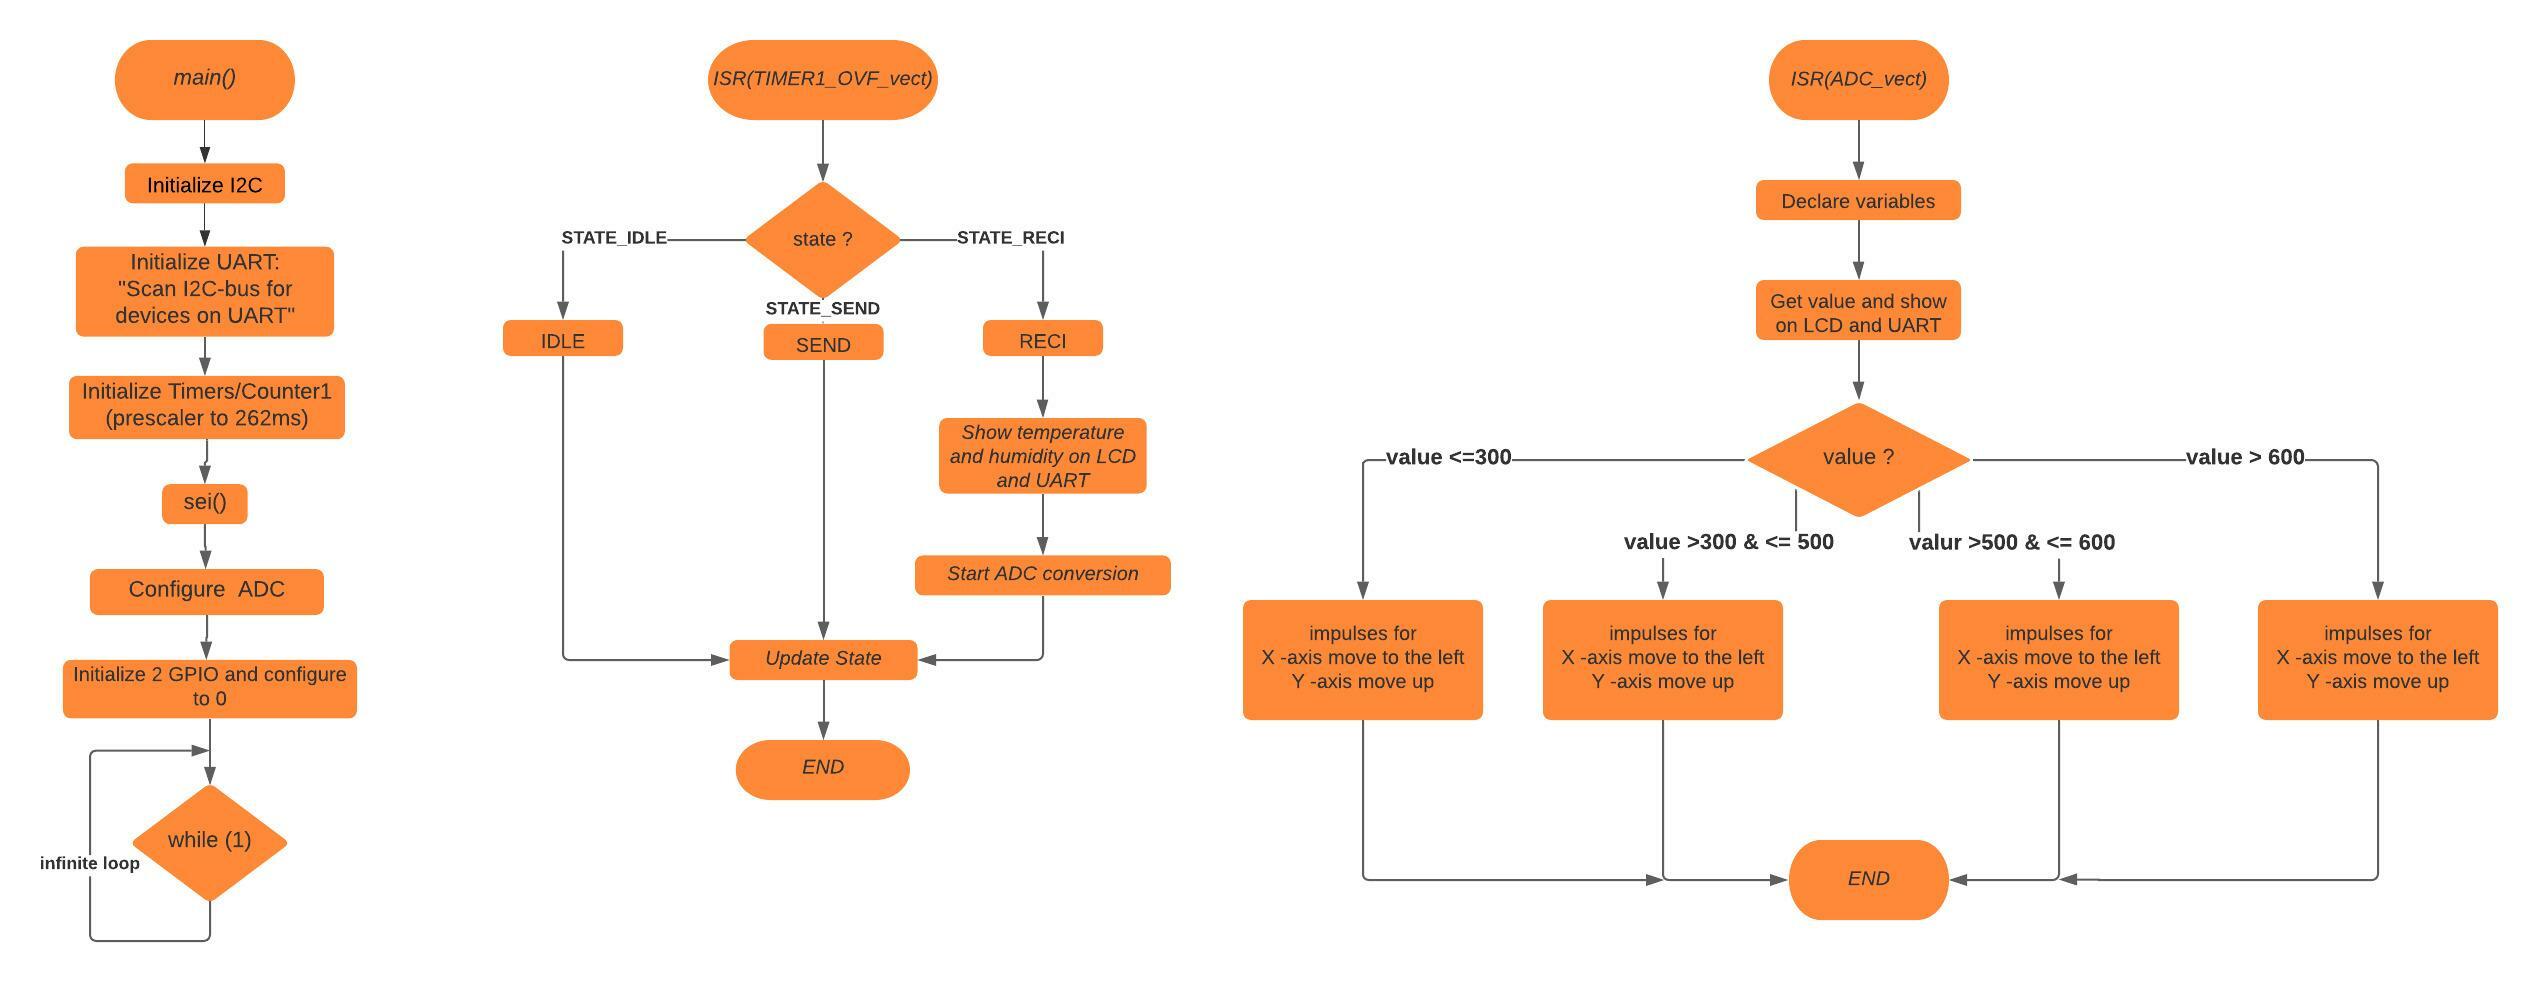 main()
Initialize I2C
Initialize UART:
"Scan I2C-bus for
devices on UART"
Initialize Timers/Counter1
(prescaler to 262ms)
sei()
Configure  ADC
Initialize 2 GPIO and configure
to 0
while (1)
infinite loop
ISR(TIMER1_OVF_vect)
state ?
STATE_IDLE
STATE_SEND
STATE_RECI
IDLE
SEND
RECI
Show temperature
and humidity on LCD
and UART
Start ADC conversion
Update State
END
ISR(ADC_vect)
Declare variables
Get value and show
on LCD and UART
value ?
value <=300
value >300 & <= 500
valur >500 & <= 600
value > 600
impulses for
X -axis move to the left
Y -axis move up
impulses for
X -axis move to the left
Y -axis move up
impulses for
X -axis move to the left
Y -axis move up
impulses for
X -axis move to the left
Y -axis move up
END